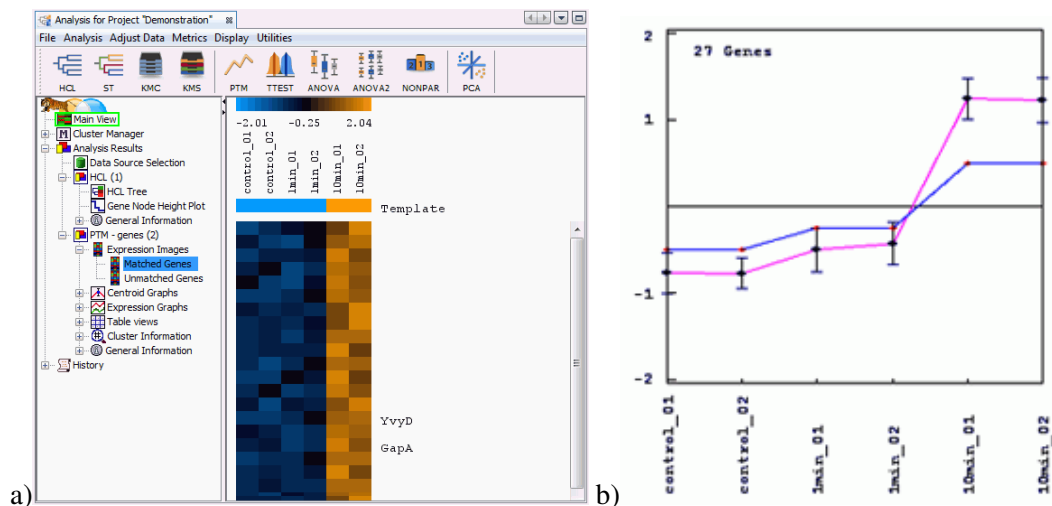 Analysis for Project "Demonstration"
File Analysis Adjust Data Metrics Display Utilities
HCL ST KMC KMS PTM TTEST ANOVA ANOVA2 NONPAR PCA
Main View
Cluster Manager
Analysis Results
Data Source Selection
HCL (1)
HCL Tree
Gene Node Height Plot
General Information
PTM - genes (2)
Expression Images
Matched Genes
Unmatched Genes
Centroid Graphs
Expression Graphs
Table views
Cluster Information
General Information
History
-2.01 -0.25 2.04
control_01
control_02
1min_01
1min_02
10min_01
10min_02
Template
YvyD
GapA
a)
2
27 Genes
1
-1
-2
control_01
control_02
1min_01
1min_02
10min_01
10min_02
b)